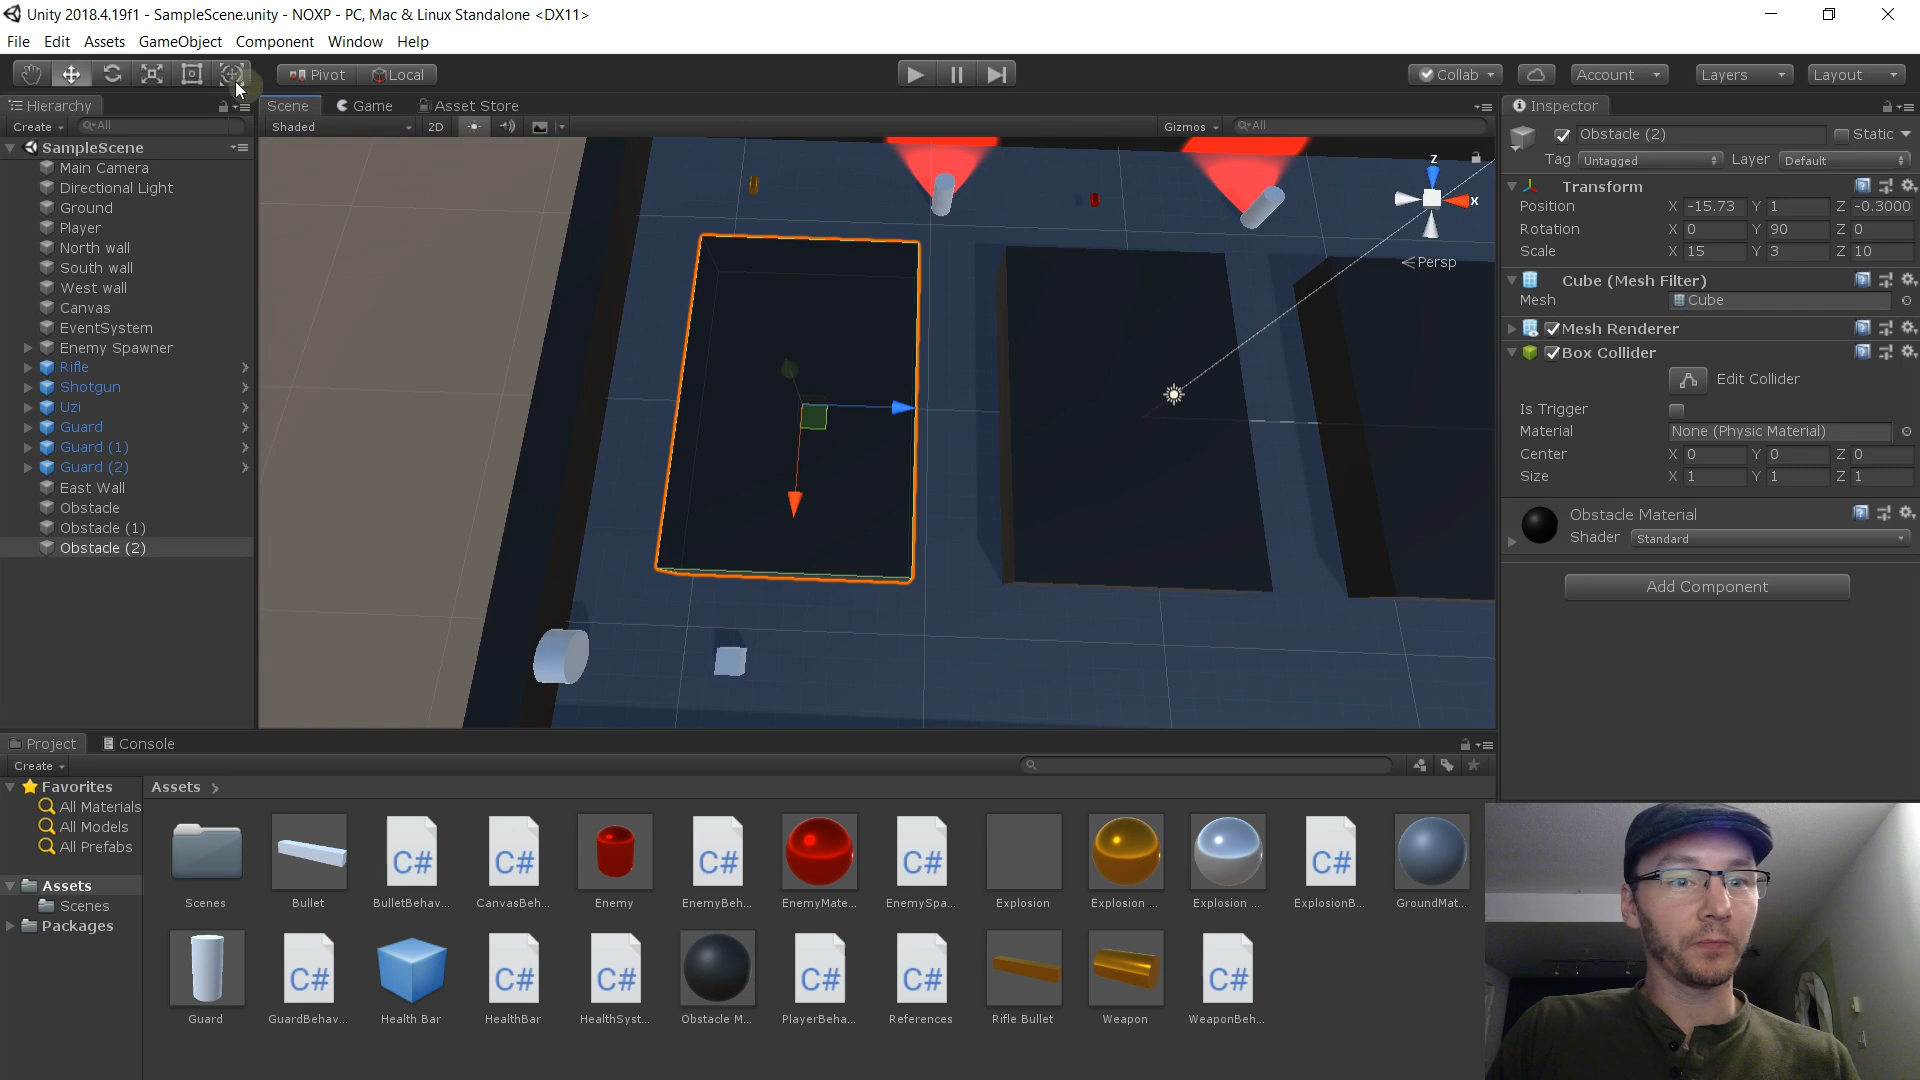 Unity 2018.4.19f1 - SampleScene.unity - NOXP - PC, Mac & Linux Standalone <DX11>
File Edit Assets GameObject Component Window Help
Pivot Local Collab Account Layers Layout
Hierarchy
Create All
SampleScene
Main Camera
Directional Light
Ground
Player
North wall
South wall
West wall
Canvas
EventSystem
Enemy Spawner
Rifle
Shotgun
Uzi
Guard
Guard (1)
Guard (2)
East Wall
Obstacle
Obstacle (1)
Obstacle (2)
Scene Game Asset Store
Shaded 2D Gizmos All
z
x
Persp
Inspector
Obstacle (2) Static
Tag Untagged Layer Default
Transform
Position X -15.73 Y 1 Z -0.3000
Rotation X 0 Y 90 Z 0
Scale X 15 Y 3 Z 10
Cube (Mesh Filter)
Mesh Cube
Mesh Renderer
Box Collider
Edit Collider
Is Trigger
Material None (Physic Material)
Center X 0 Y 0 Z 0
Size X 1 Y 1 Z 1
Obstacle Material
Shader Standard
Add Component
Project Console
Create
Favorites
All Materials
All Models
All Prefabs
Assets
Scenes
Packages
Assets
C# C# C# C# C#
Scenes Bullet BulletBehav... CanvasBeh... Enemy EnemyBeh... EnemyMate... EnemySpa... Explosion Explosion ... Explosion ... ExplosionB... GroundMat...
C# C# C# C# C# C#
Guard GuardBehav... Health Bar HealthBar HealthSyst... Obstacle M... PlayerBeha... References Rifle Bullet Weapon WeaponBeh...